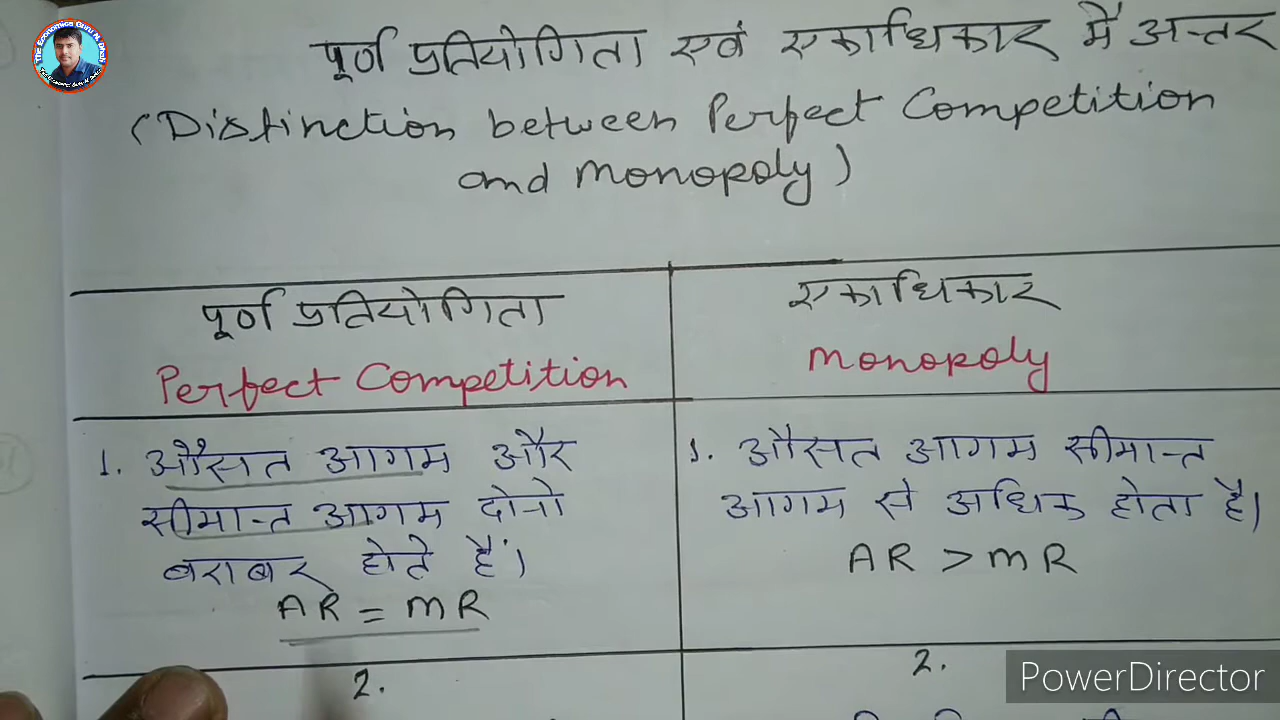 पूर्ण प्रतियोगिता एवं एकाधिकार में अन्तर
(Distinction between Perfect Competition
and monopoly)
पूर्ण प्रतियोगिता
Perfect Competition
एकाधिकार
monopoly
1. औसत आगम और
सीमान्त आगम दोनो
बराबर होते हैं।
AR = MR
1. औसत आगम सीमान्त
आगम से अधिक होता है।
AR > MR
2.
2.
PowerDirector